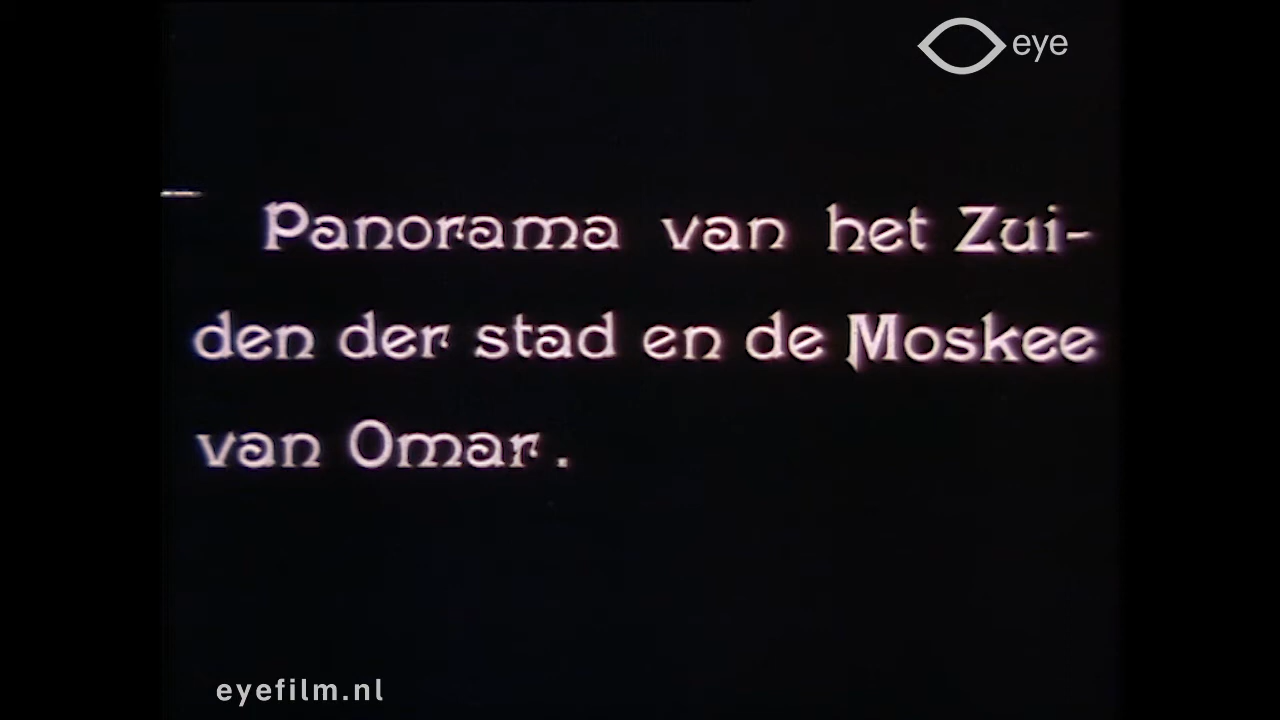 eye
Panorama van het Zui-
den der stad en de Moskee
van Omar.
eyefilm.nl